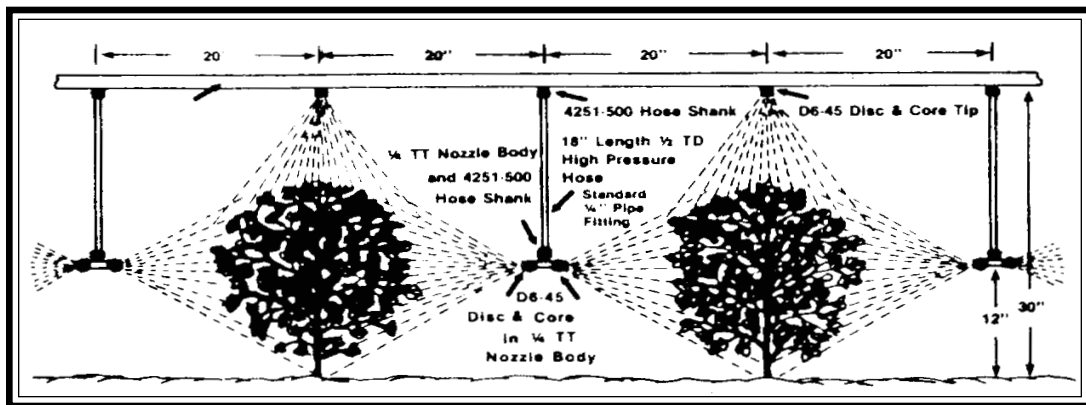 20
20"
20"
20"
4251-500 Hose Shank
D6-45 Disc & Core Tip
¼ TT Nozzle Body
and 4251-500
Hose Shank
18" Length ½ TD
High Pressure
Hose
Standard
¼" Pipe
Fitting
D6-45
Disc & Core
in ¼ TT
Nozzle Body
12"
30"